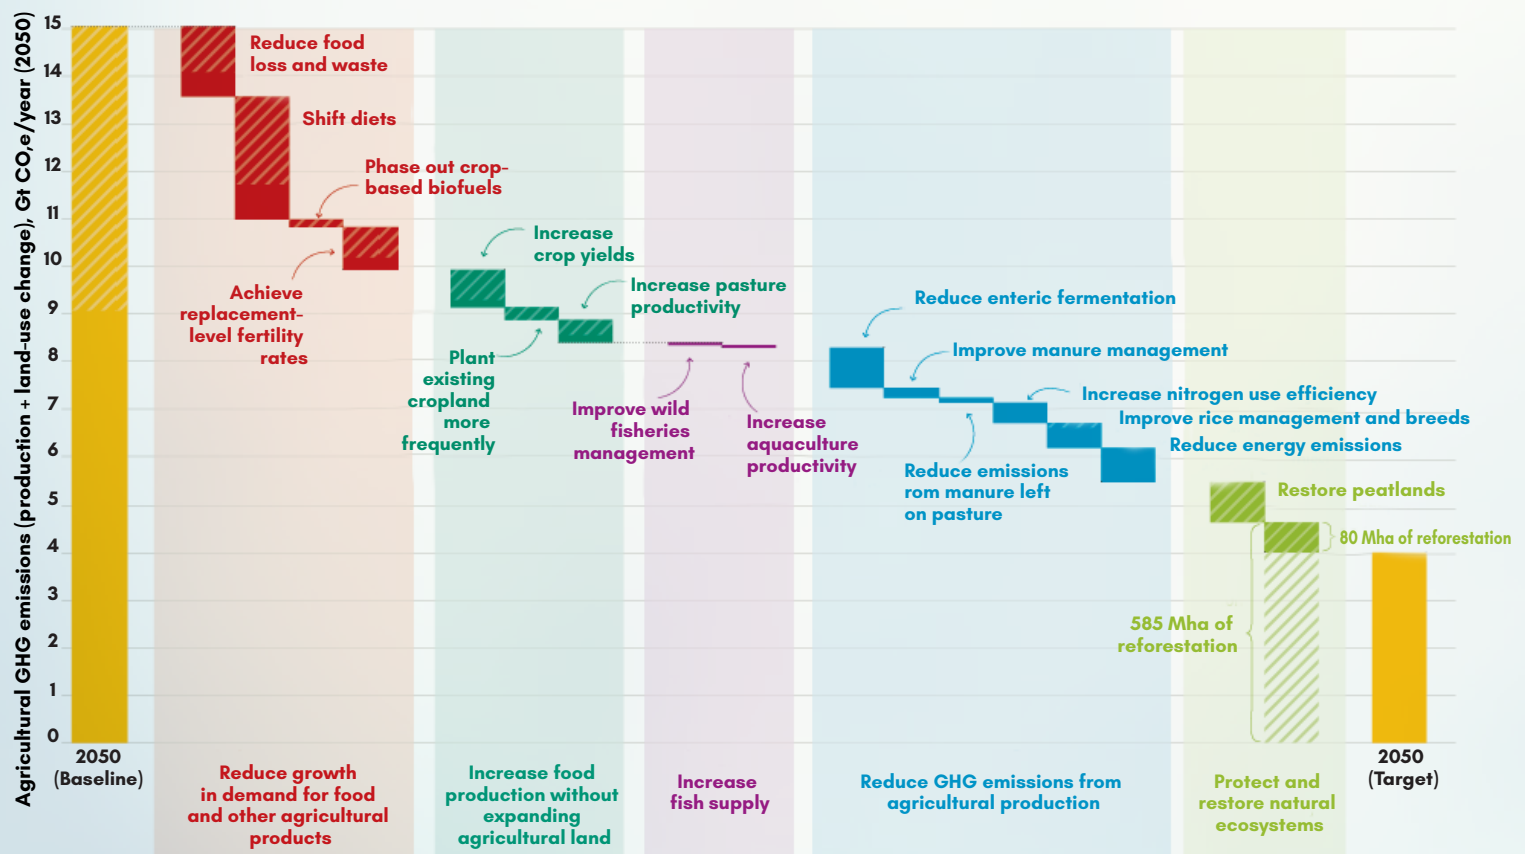 Agricultural GHG emissions (production + land-use change), Gt CO,e/year (2050)
15
14
13
12
11
10
9
8
7
6
5
4
3
2
1
0
2050
(Baseline)
Reduce food
loss and waste
Shift diets
Phase out crop-
based biofuels
Achieve
replacement-
level fertility
rates
Reduce growth
in demand for food
and other agricultural
products
Increase
crop yields
Increase pasture
productivity
Plant
existing
cropland
more
frequently
Increase food
production without
expanding
agricultural land
Improve wild
fisheries
management
Increase
aquaculture
productivity
Increase
fish supply
Reduce enteric fermentation
Improve manure management
Increase nitrogen use efficiency
Improve rice management and breeds
Reduce energy emissions
Reduce emissions
rom manure left
on pasture
Reduce GHG emissions from
agricultural production
Restore peatlands
80 Mha of reforestation
585 Mha of
reforestation
Protect and
restore natural
ecosystems
2050
(Target)